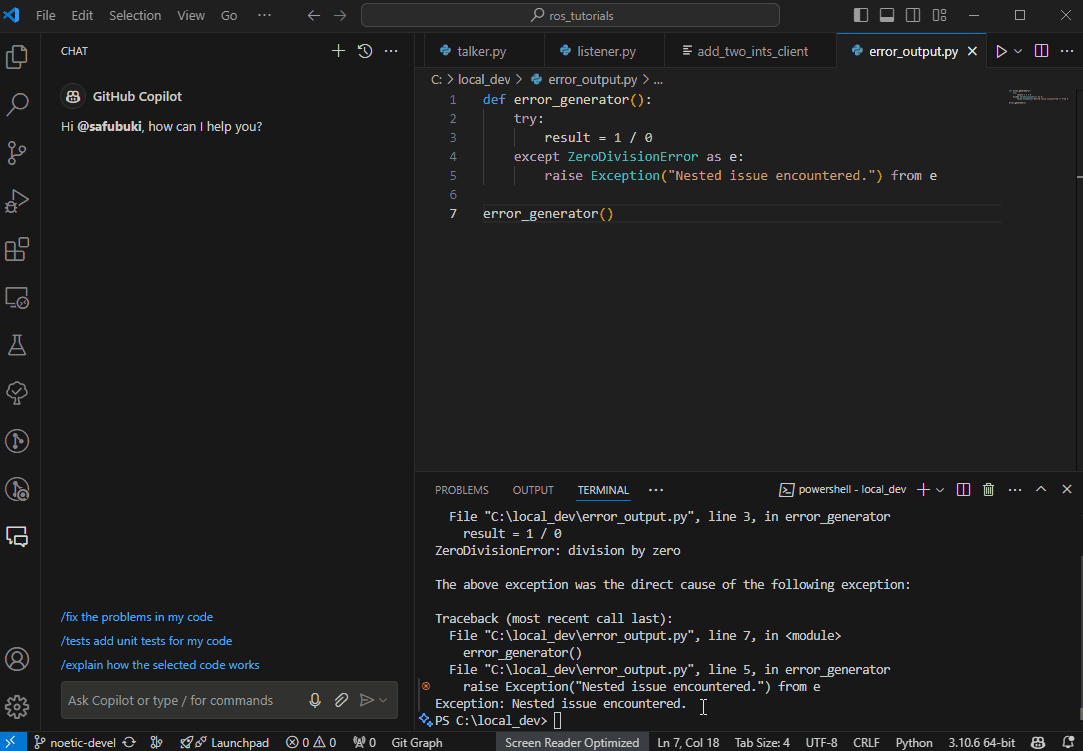 File Edit Selection View Go ··· ros_tutorials
CHAT
GitHub Copilot
Hi @safubuki, how can I help you?
/fix the problems in my code
/tests add unit tests for my code
/explain how the selected code works
Ask Copilot or type / for commands
talker.py listener.py add_two_ints_client error_output.py
C: > local_dev > error_output.py > ...
1 def error_generator():
2 try:
3 result = 1 / 0
4 except ZeroDivisionError as e:
5 raise Exception("Nested issue encountered.") from e
6
7 error_generator()
PROBLEMS OUTPUT TERMINAL ··· powershell - local_dev
File "C:\local_dev\error_output.py", line 3, in error_generator
result = 1 / 0
ZeroDivisionError: division by zero
The above exception was the direct cause of the following exception:
Traceback (most recent call last):
File "C:\local_dev\error_output.py", line 7, in <module>
error_generator()
File "C:\local_dev\error_output.py", line 5, in error_generator
raise Exception("Nested issue encountered.") from e
Exception: Nested issue encountered.
PS C:\local_dev>
noetic-devel Launchpad 0 0 0 Git Graph Screen Reader Optimized Ln 7, Col 18 Tab Size: 4 UTF-8 CRLF Python 3.10.6 64-bit